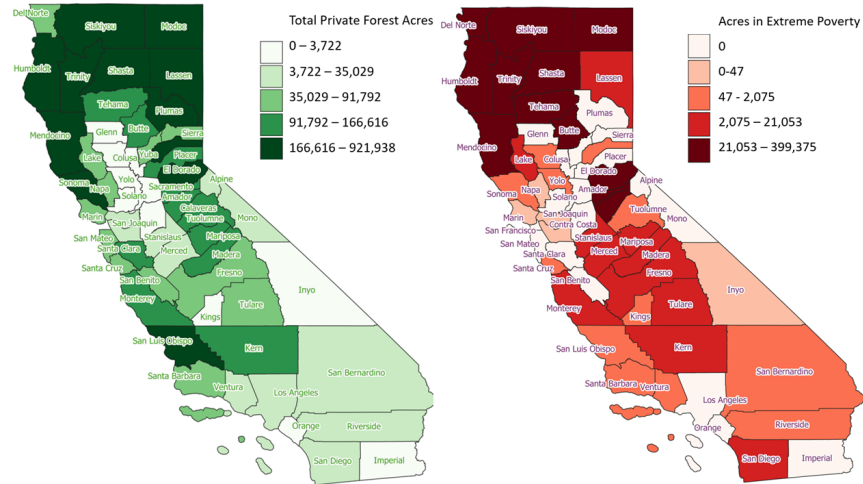 Total Private Forest Acres
0 – 3,722
3,722 – 35,029
35,029 – 91,792
91,792 – 166,616
166,616 – 921,938
Del Norte
Siskiyou
Modoc
Humboldt
Trinity
Shasta
Lassen
Tehama
Plumas
Mendocino
Glenn
Butte
Sierra
Lake
Colusa
Yuba
Placer
El Dorado
Sonoma
Napa
Yolo
Sacramento
Alpine
Solano
Amador
Marin
Calaveras
San Joaquin
Tuolumne
Mono
San Mateo
Stanislaus
Mariposa
Santa Clara
Merced
Madera
Santa Cruz
San Benito
Fresno
Inyo
Monterey
Kings
Tulare
San Luis Obispo
Kern
Santa Barbara
Ventura
Los Angeles
San Bernardino
Orange
Riverside
San Diego
Imperial
Acres in Extreme Poverty
0
0-47
47 - 2,075
2,075 – 21,053
21,053 – 399,375
Del Norte
Siskiyou
Modoc
Humboldt
Trinity
Shasta
Lassen
Tehama
Plumas
Mendocino
Glenn
Butte
Sierra
Lake
Colusa
Placer
El Dorado
Sonoma
Napa
Yolo
Alpine
Solano
Amador
Marin
San Joaquin
Tuolumne
Mono
San Francisco
Contra Costa
San Mateo
Stanislaus
Mariposa
Santa Clara
Merced
Madera
Santa Cruz
San Benito
Fresno
Inyo
Monterey
Kings
Tulare
San Luis Obispo
Kern
Santa Barbara
Ventura
Los Angeles
San Bernardino
Orange
Riverside
San Diego
Imperial